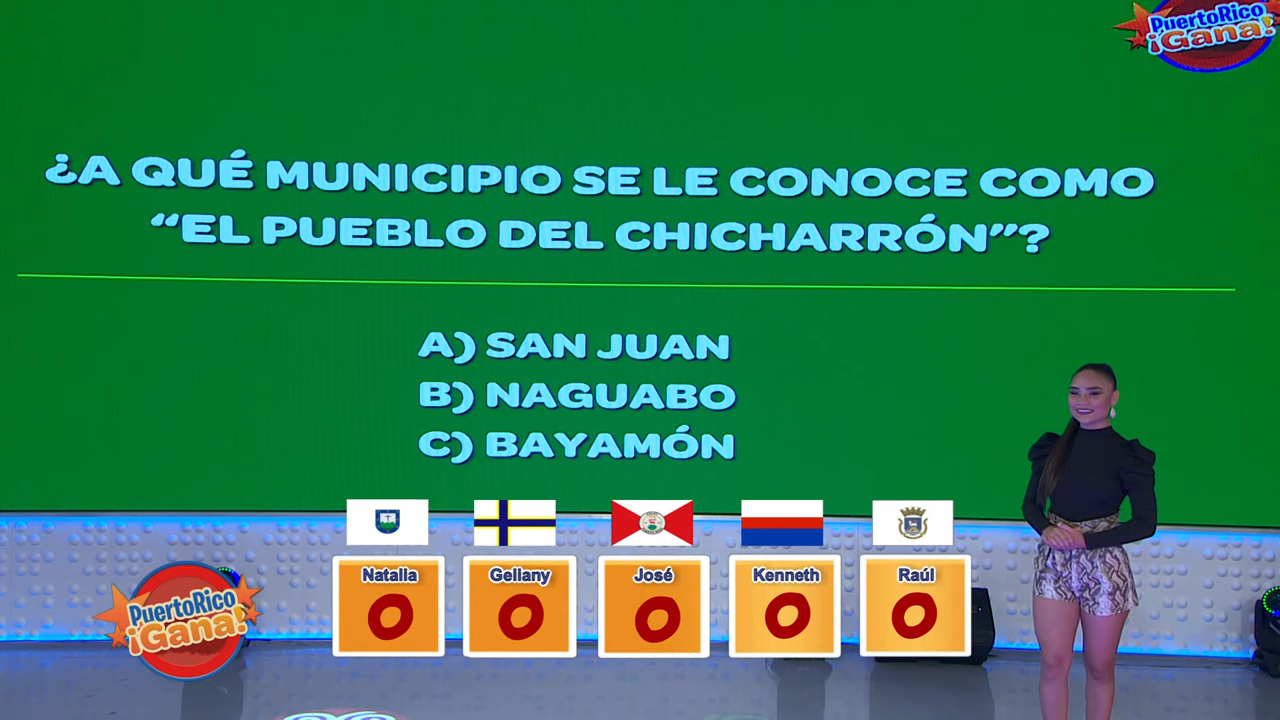 PuertoRico
¡Gana!
¿A QUÉ MUNICIPIO SE LE CONOCE COMO
“EL PUEBLO DEL CHICHARRÓN”?
A) SAN JUAN
B) NAGUABO
C) BAYAMÓN
Natalia
Gellany
José
Kenneth
Raúl
0
0
0
0
0
PuertoRico
¡Gana!